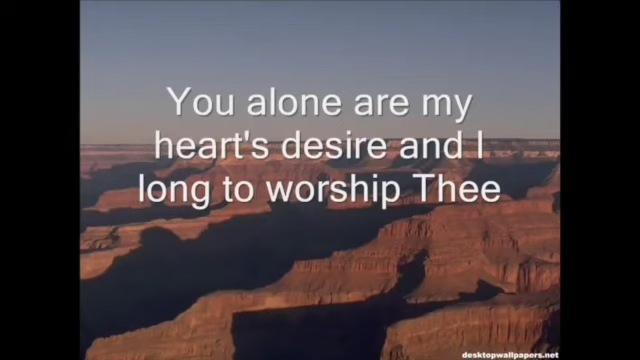 You alone are my
heart's desire and I
long to worship Thee
desktopwallpapers.net